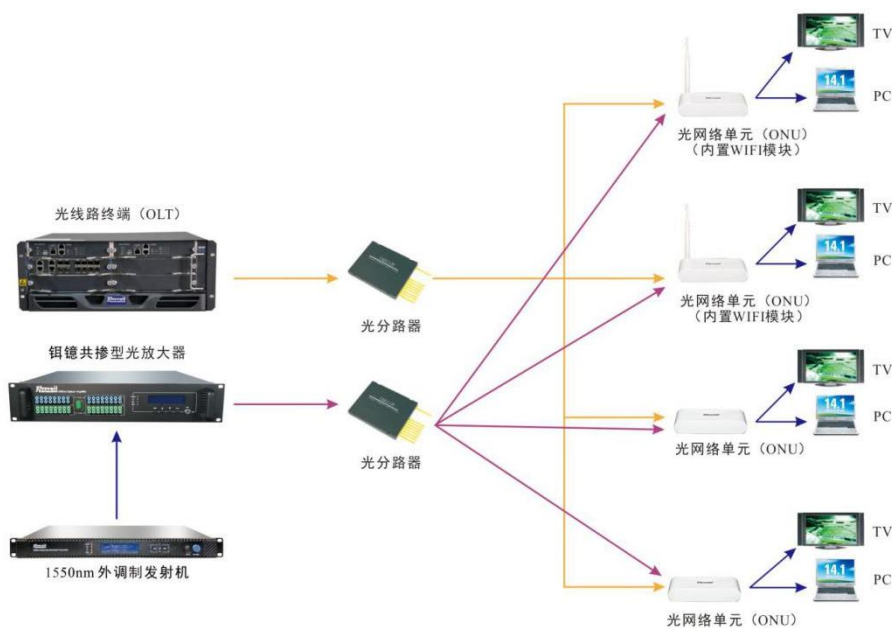 TV
14.1
PC
光网络单元（ONU）
（内置WIFI模块）
光线路终端（OLT）
TV
14.1
PC
光网络单元（ONU）
（内置WIFI模块）
光分路器
铒镱共掺型光放大器
TV
14.1
PC
光网络单元（ONU）
光分路器
1550nm 外调制发射机
TV
14.1
PC
光网络单元（ONU）